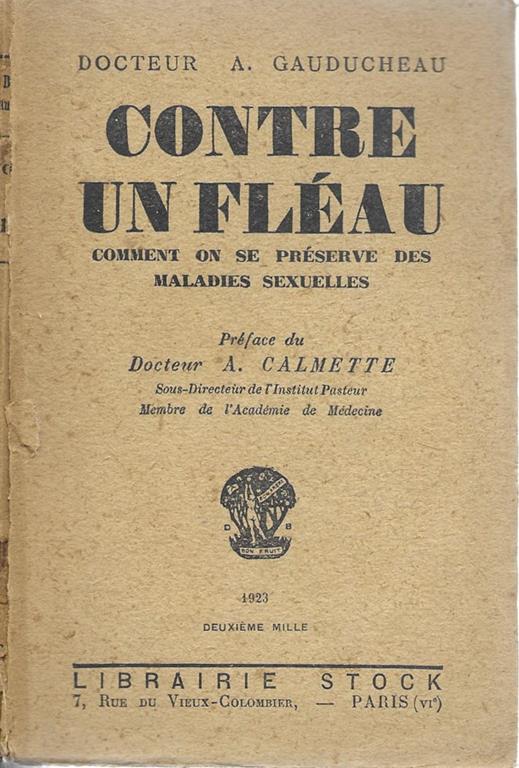 DOCTEUR A. GAUDUCHEAU
CONTRE
UN FLÉAU
COMMENT ON SE PRÉSERVE DES
MALADIES SEXUELLES
Préface du
Docteur A. CALMETTE
Sous-Directeur de l'Institut Pasteur
Membre de l'Académie de Médecine
D B
BON FRUIT
1923
DEUXIÈME MILLE
LIBRAIRIE STOCK
7, RUE DU VIEUX-COLOMBIER, — PARIS (VIe)